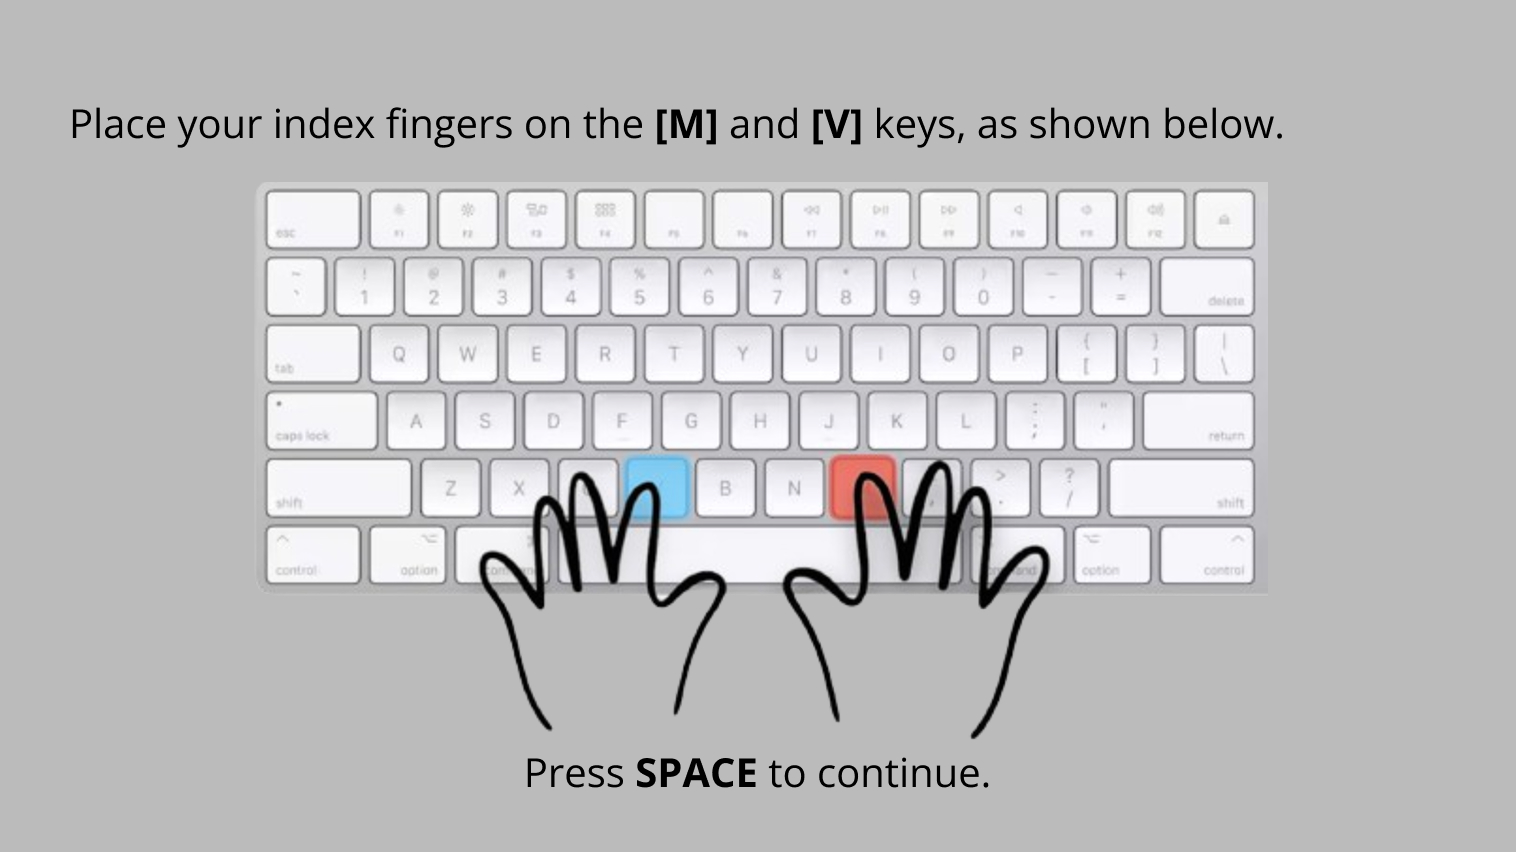 Place your index fingers on the [M] and [V] keys, as shown below.
esc F1 F2 F3 F4 F5 F6 F7 F8 F9 F10 F11 F12
~ ! @ # $ % ^ & * ( ) — +
` 1 2 3 4 5 6 7 8 9 0 - = delete
tab Q W E R T Y U I O P { [ } ] | \
caps lock A S D F G H J K L : ; " ' return
shift Z X B N , > . ? / shift
control option command option control
Press SPACE to continue.